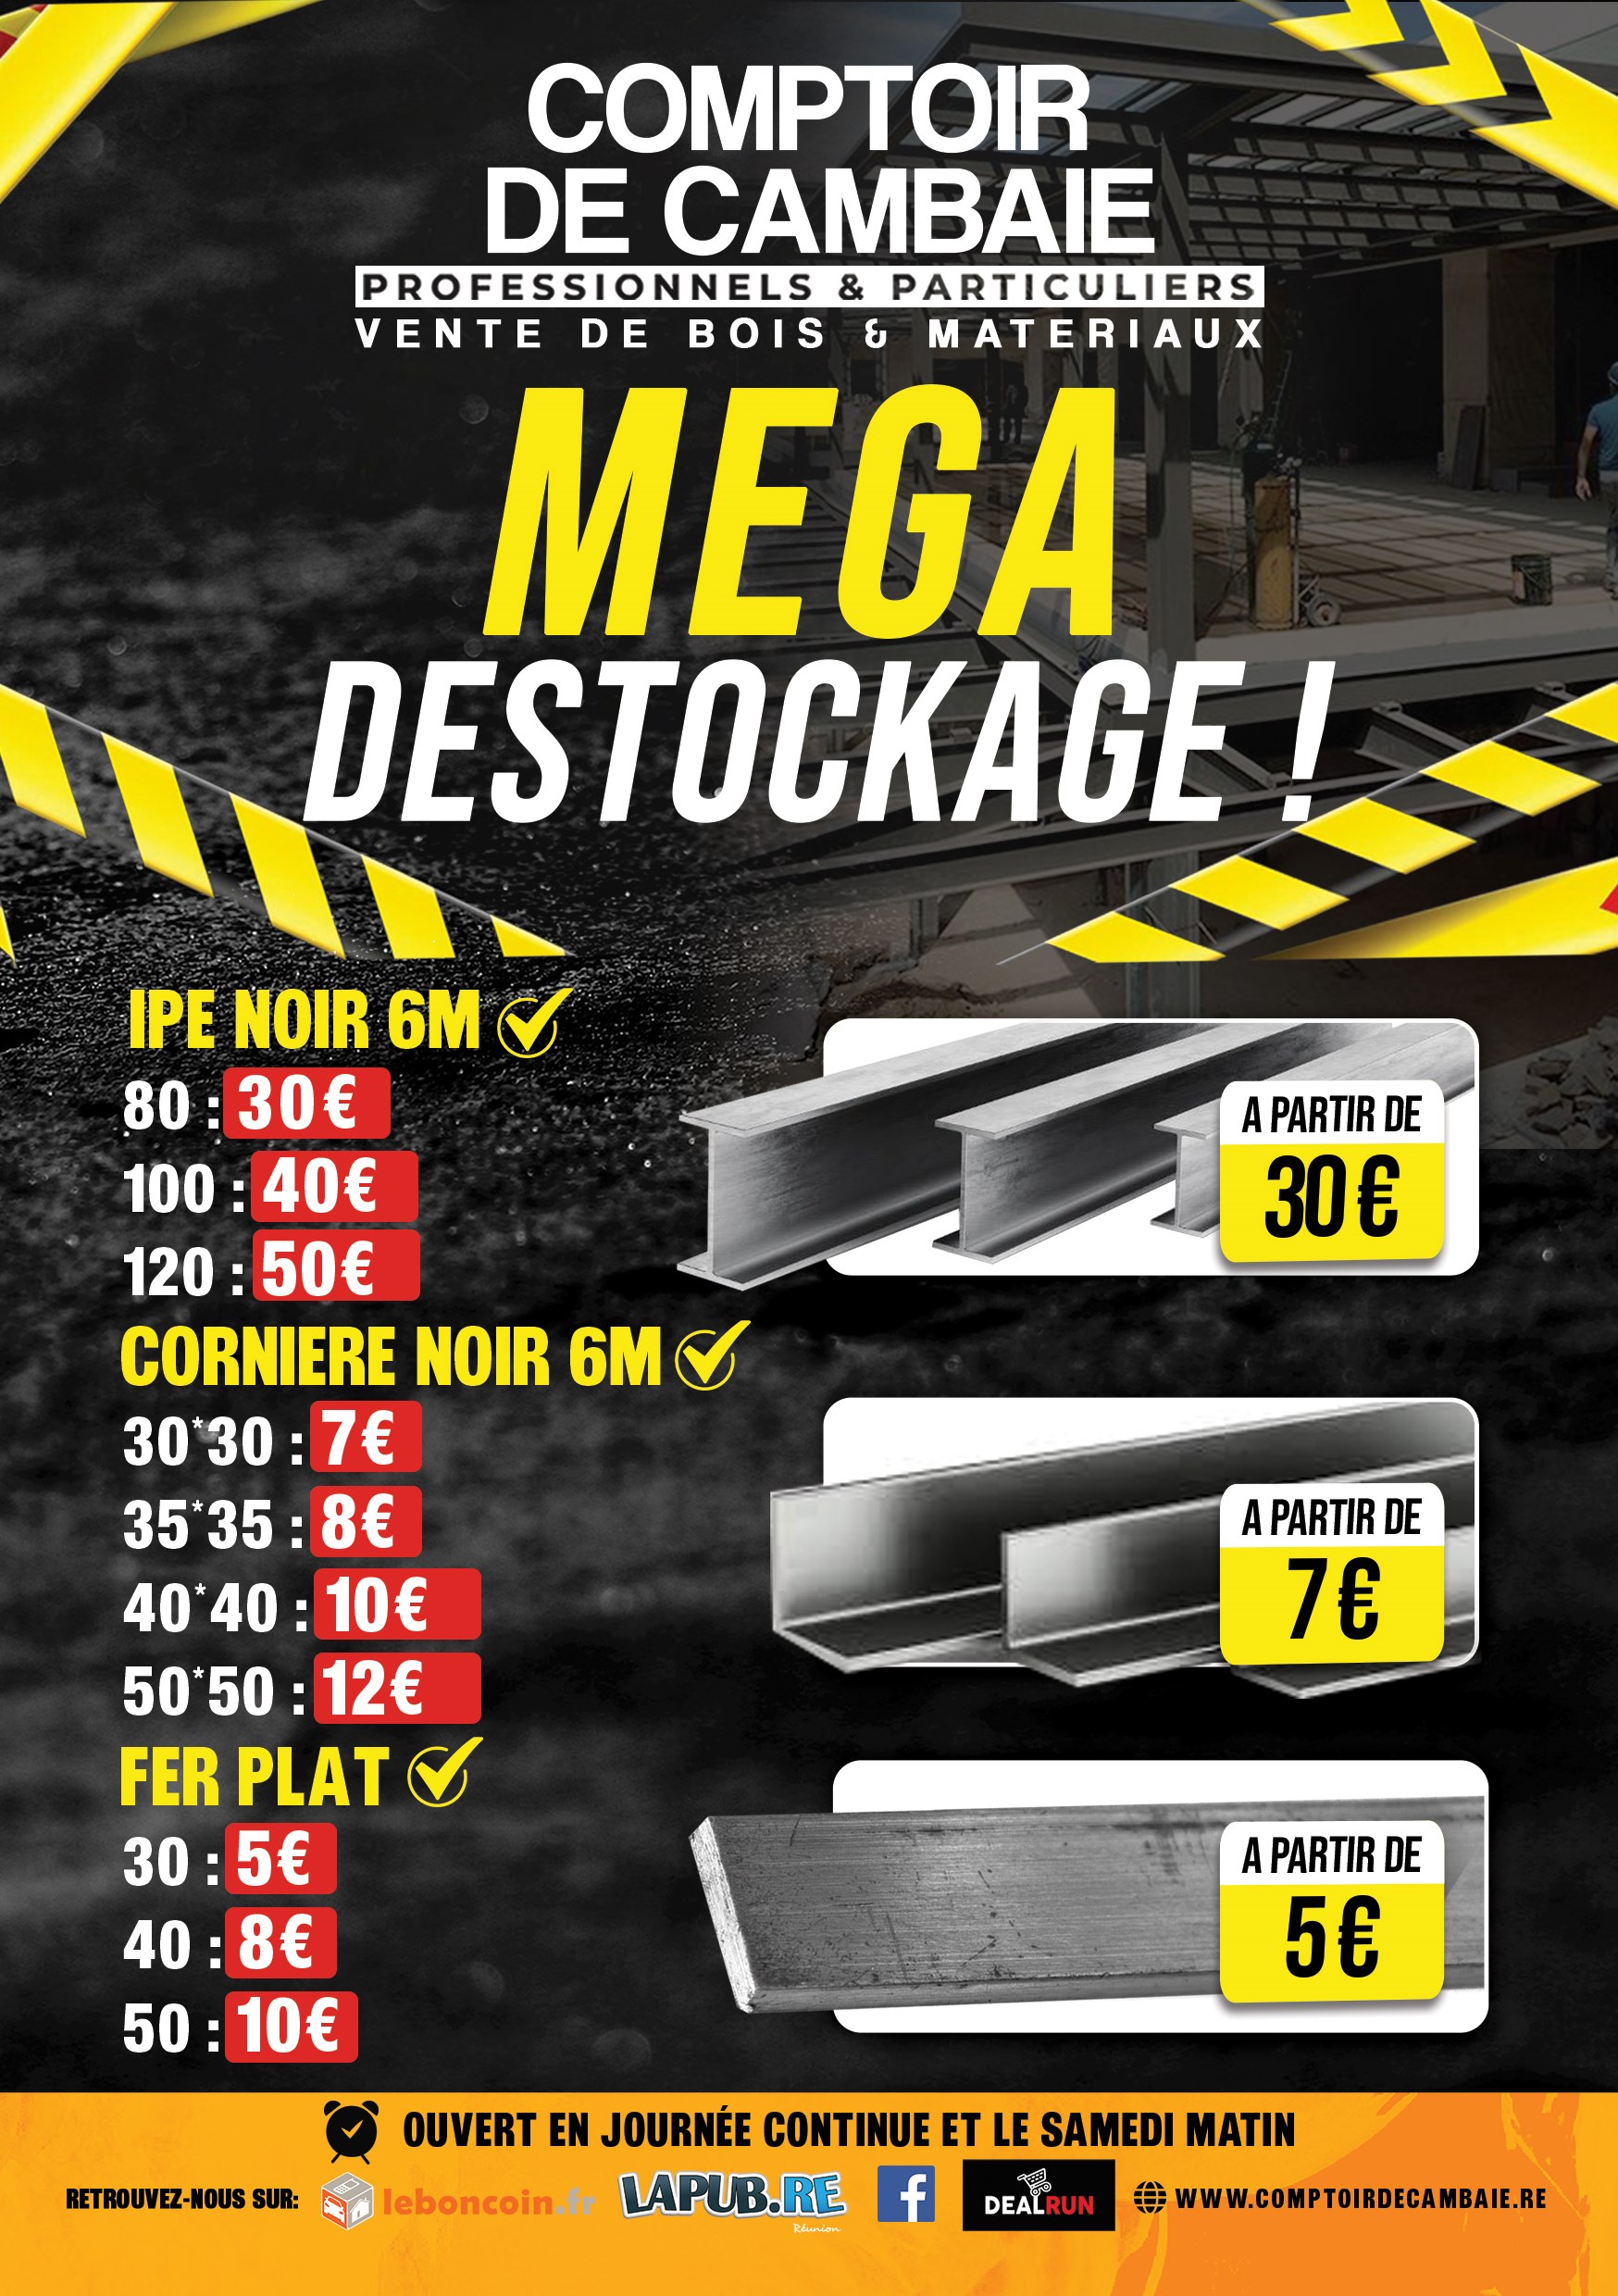 COMPTOIR
DE CAMBAIE
PROFESSIONNELS & PARTICULIERS
VENTE DE BOIS & MATERIAUX
MEGA
DESTOCKAGE !
IPE NOIR 6M
80 : 30€
100 : 40€
120 : 50€
A PARTIR DE
30€
CORNIERE NOIR 6M
30*30 : 7€
35*35 : 8€
40*40 : 10€
50*50 : 12€
A PARTIR DE
7€
FER PLAT
30 : 5€
40 : 8€
50 : 10€
A PARTIR DE
5€
OUVERT EN JOURNÉE CONTINUE ET LE SAMEDI MATIN
RETROUVEZ-NOUS SUR: leboncoin.fr LAPUB.RE Réunion f DEALRUN WWW.COMPTOIRDECAMBAIE.RE